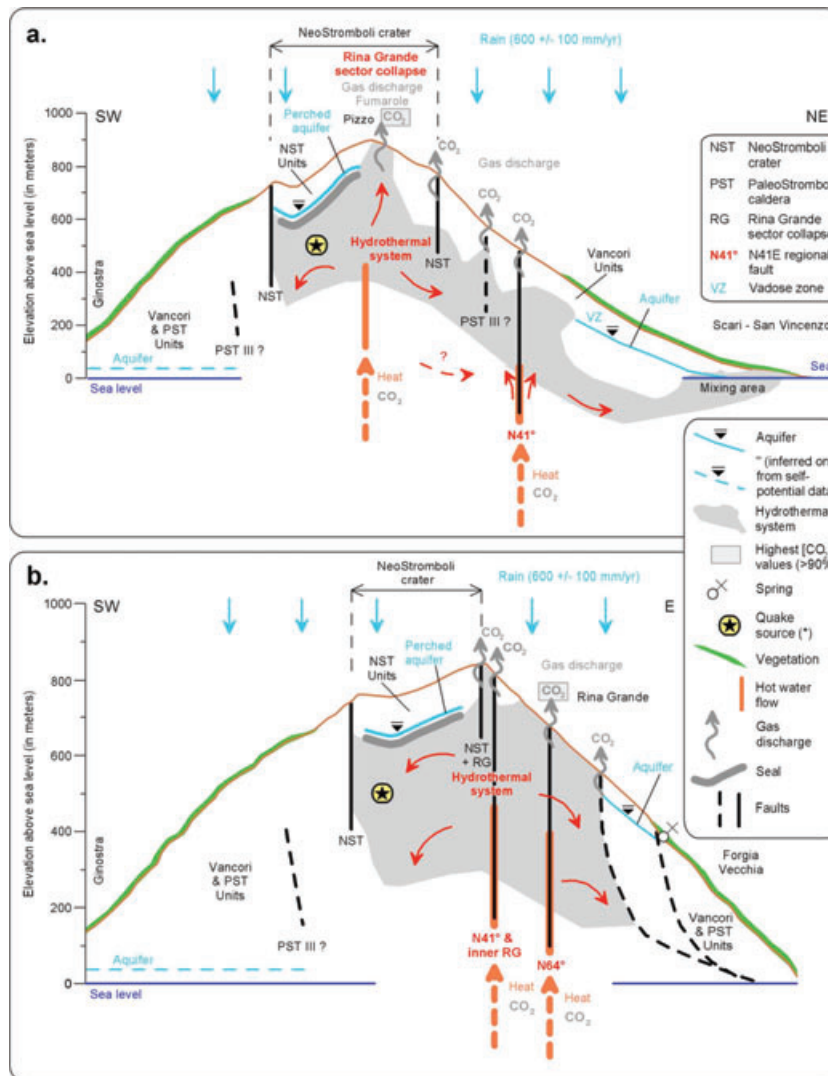 a.
NeoStromboli crater
Rain (600 +/- 100 mm/yr)
Rina Grande
sector collapse
Gas discharge
Fumarole
SW
NE
1000
800
600
400
200
0
Elevation above sea level (in meters)
Perched
aquifer
Pizzo
CO2
NST
Units
CO2
Gas discharge
CO2
CO2
Hydrothermal
system
NST
NST
Vancori
Units
Ginostra
Vancori
& PST
Units
PST III ?
PST III ?
VZ
Aquifer
Scari - San Vincenzo
Aquifer
Sea level
?
Heat
CO2
N41°
Heat
CO2
Mixing area
Sea
NST NeoStromboli
crater
PST PaleoStrombo
caldera
RG Rina Grande
sector collapse
N41° N41E regional
fault
VZ Vadose zone
Aquifer
" (inferred on
from self-
potential data
Hydrotherma
system
Highest [CO
values (>90%
Spring
Quake
source (*)
Vegetation
Hot water
flow
Gas
discharge
Seal
Faults
b.
NeoStromboli
crater
Rain (600 +/- 100 mm/yr)
SW
E
1000
800
600
400
200
0
Elevation above sea level (in meters)
NST
Units
Perched
aquifer
CO2
CO2
Gas discharge
CO2
Rina Grande
CO2
NST
+ RG
Hydrothermal
system
Aquifer
NST
Ginostra
Vancori
& PST
Units
PST III ?
Forgia
Vecchia
Vancori
& PST
Units
Aquifer
Sea level
N41° &
inner RG
N64°
Heat
CO2
Heat
CO2